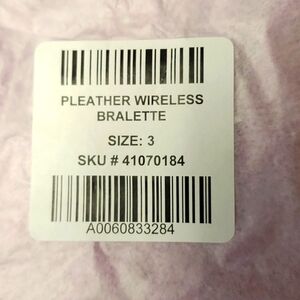 PLEATHER WIRELESS
BRALETTE
SIZE: 3
SKU # 41070184
A0060833284